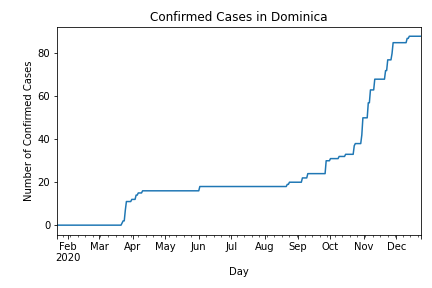 Confirmed Cases in Dominica
Number of Confirmed Cases
80
60
40
20
0
Feb Mar Apr May Jun Jul Aug Sep Oct Nov Dec
2020
Day